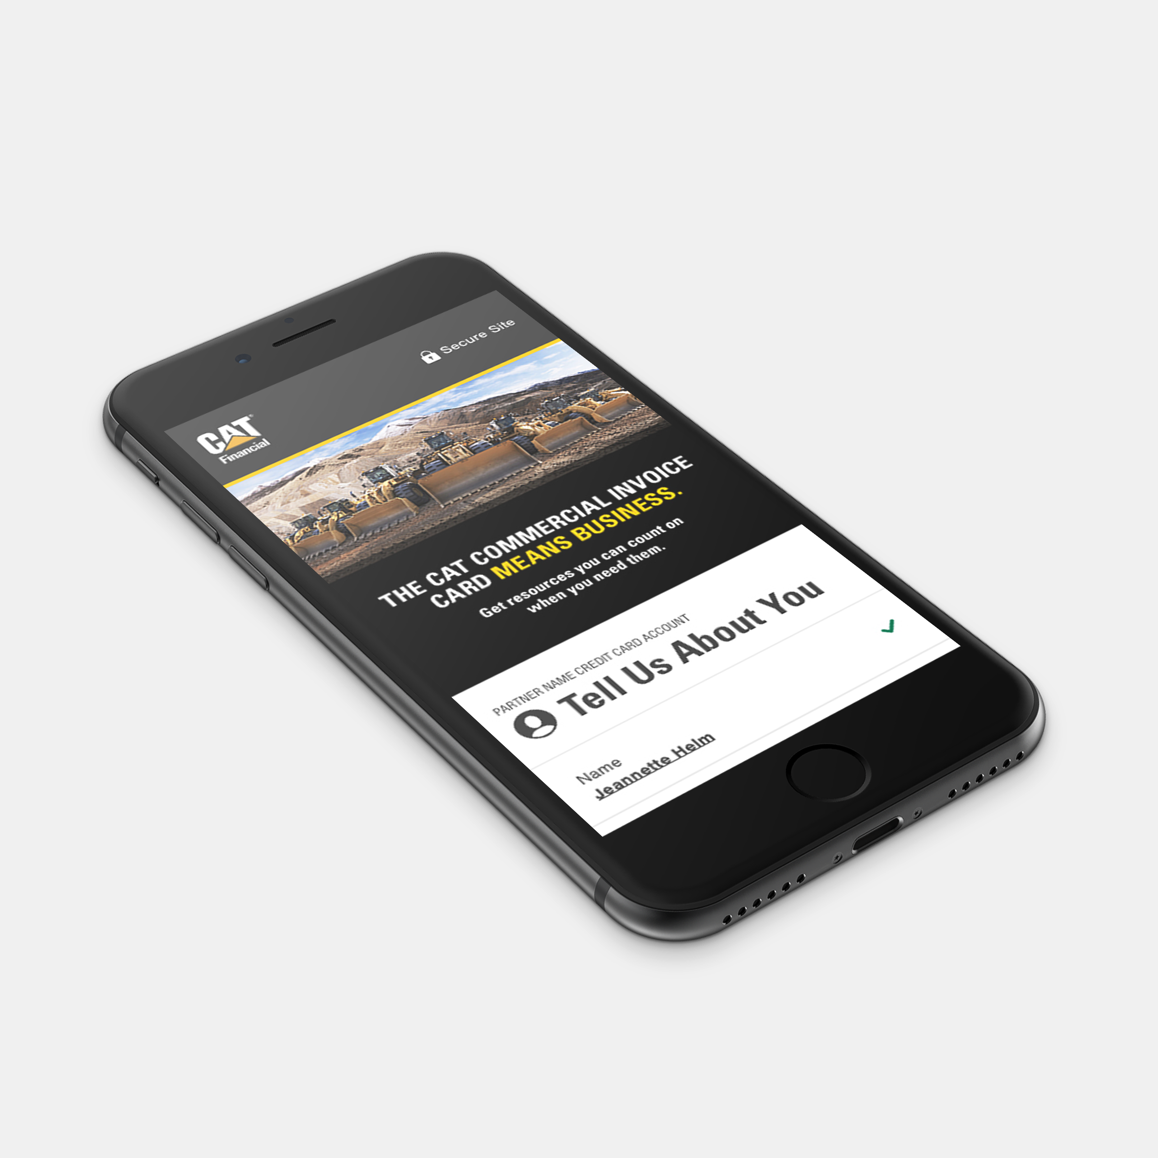 Secure Site
CAT®
Financial
THE CAT COMMERCIAL INVOICE
CARD MEANS BUSINESS.
Get resources you can count on
when you need them.
PARTNER NAME CREDIT CARD ACCOUNT
Tell Us About You
Name
Jeannette Helm